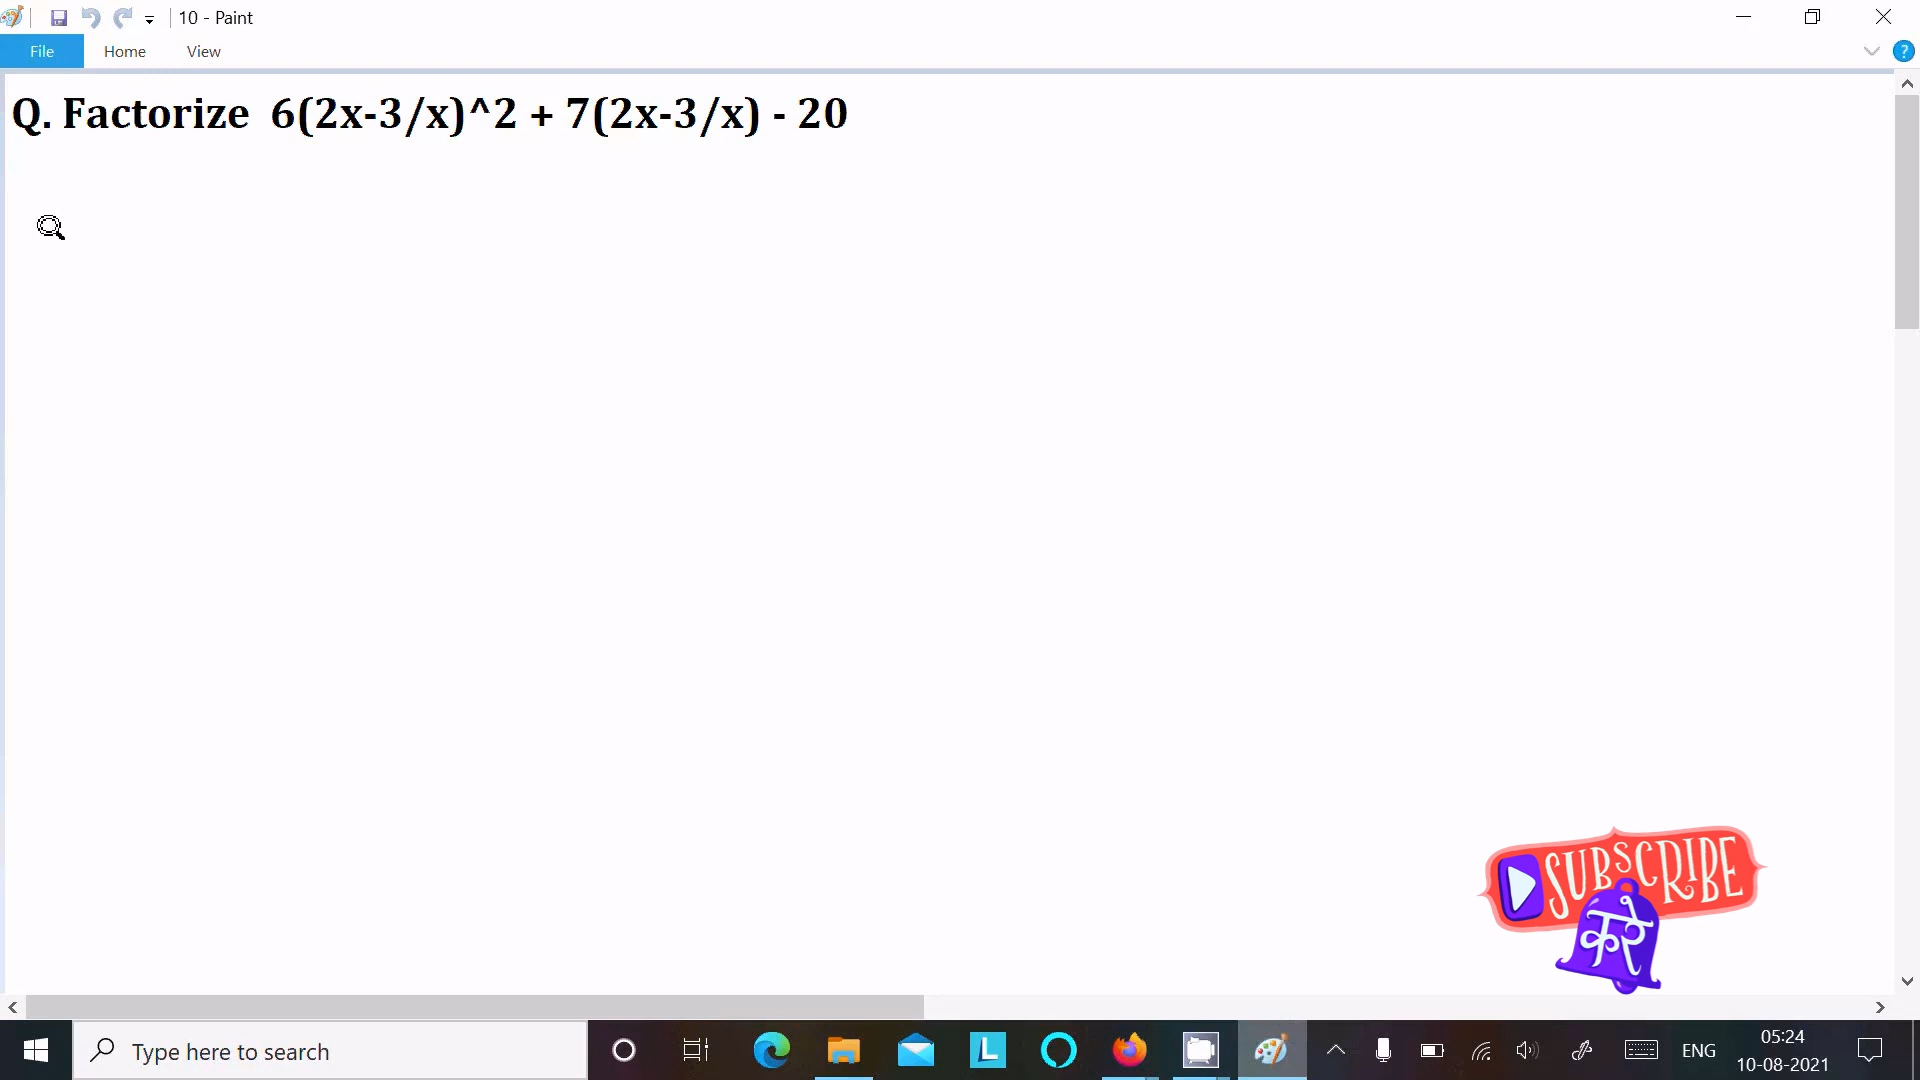 10 - Paint
File Home View
Q. Factorize 6(2x-3/x)^2 + 7(2x-3/x) - 20
SUBSCRIBE
करे
Type here to search
ENG
05:24
10-08-2021